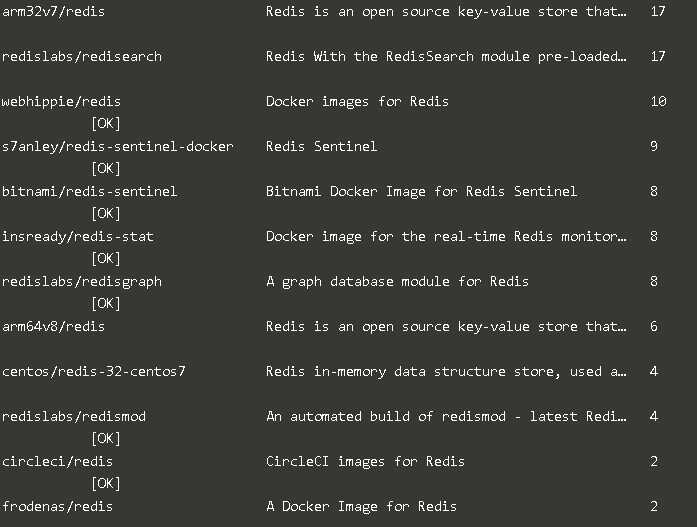 arm32v7/redis Redis is an open source key-value store that… 17
redislabs/redisearch Redis With the RedisSearch module pre-loaded… 17
webhippie/redis Docker images for Redis 10
[OK]
s7anley/redis-sentinel-docker Redis Sentinel 9
[OK]
bitnami/redis-sentinel Bitnami Docker Image for Redis Sentinel 8
[OK]
insready/redis-stat Docker image for the real-time Redis monitor… 8
[OK]
redislabs/redisgraph A graph database module for Redis 8
[OK]
arm64v8/redis Redis is an open source key-value store that… 6
centos/redis-32-centos7 Redis in-memory data structure store, used a… 4
redislabs/redismod An automated build of redismod - latest Redi… 4
[OK]
circleci/redis CircleCI images for Redis 2
[OK]
frodenas/redis A Docker Image for Redis 2